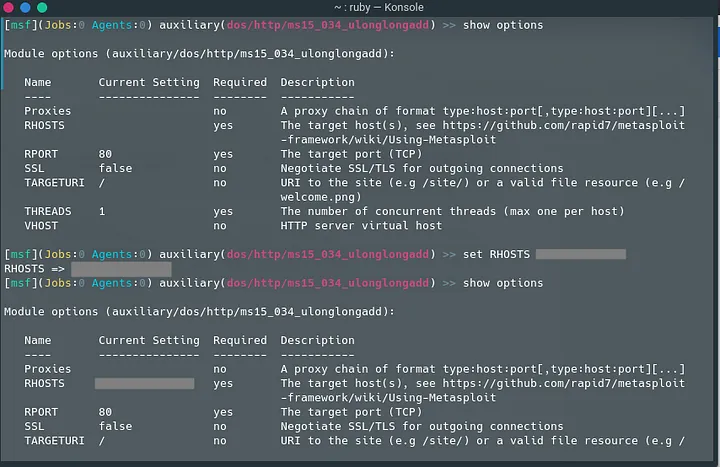 ~ : ruby — Konsole
[msf](Jobs:0 Agents:0) auxiliary(dos/http/ms15_034_ulonglongadd) >> show options
Module options (auxiliary/dos/http/ms15_034_ulonglongadd):
Name Current Setting Required Description
---- --------------- -------- -----------
Proxies no A proxy chain of format type:host:port[,type:host:port][...]
RHOSTS yes The target host(s), see https://github.com/rapid7/metasploit
-framework/wiki/Using-Metasploit
RPORT 80 yes The target port (TCP)
SSL false no Negotiate SSL/TLS for outgoing connections
TARGETURI / no URI to the site (e.g /site/) or a valid file resource (e.g /
welcome.png)
THREADS 1 yes The number of concurrent threads (max one per host)
VHOST no HTTP server virtual host
[msf](Jobs:0 Agents:0) auxiliary(dos/http/ms15_034_ulonglongadd) >> set RHOSTS
RHOSTS =>
[msf](Jobs:0 Agents:0) auxiliary(dos/http/ms15_034_ulonglongadd) >> show options
Module options (auxiliary/dos/http/ms15_034_ulonglongadd):
Name Current Setting Required Description
---- --------------- -------- -----------
Proxies no A proxy chain of format type:host:port[,type:host:port][...]
RHOSTS yes The target host(s), see https://github.com/rapid7/metasploit
-framework/wiki/Using-Metasploit
RPORT 80 yes The target port (TCP)
SSL false no Negotiate SSL/TLS for outgoing connections
TARGETURI / no URI to the site (e.g /site/) or a valid file resource (e.g /